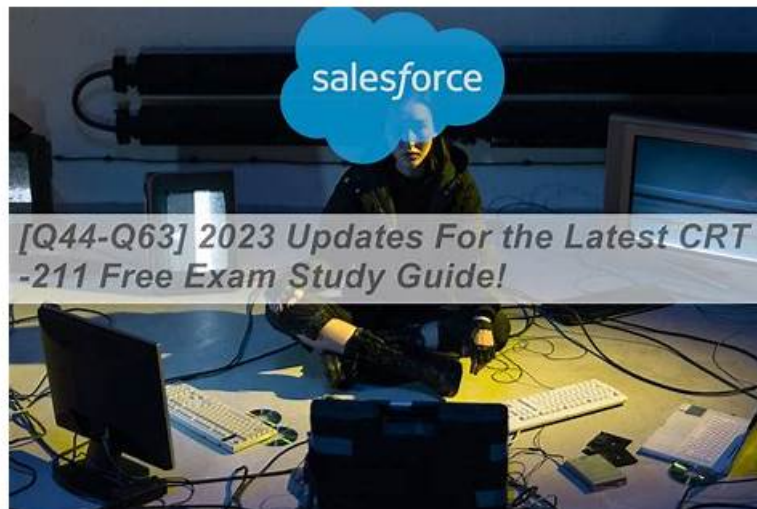 salesforce
[Q44-Q63] 2023 Updates For the Latest CRT
-211 Free Exam Study Guide!